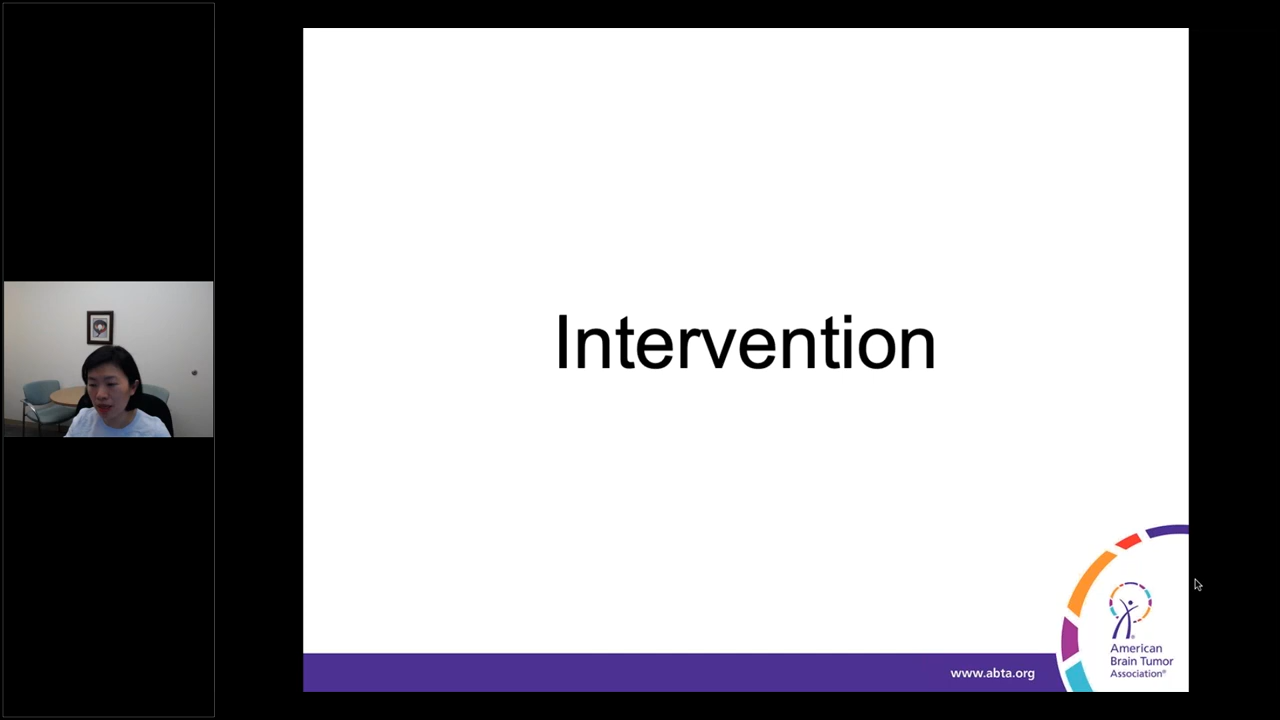 Intervention
www.abta.org
American
Brain Tumor
Association®